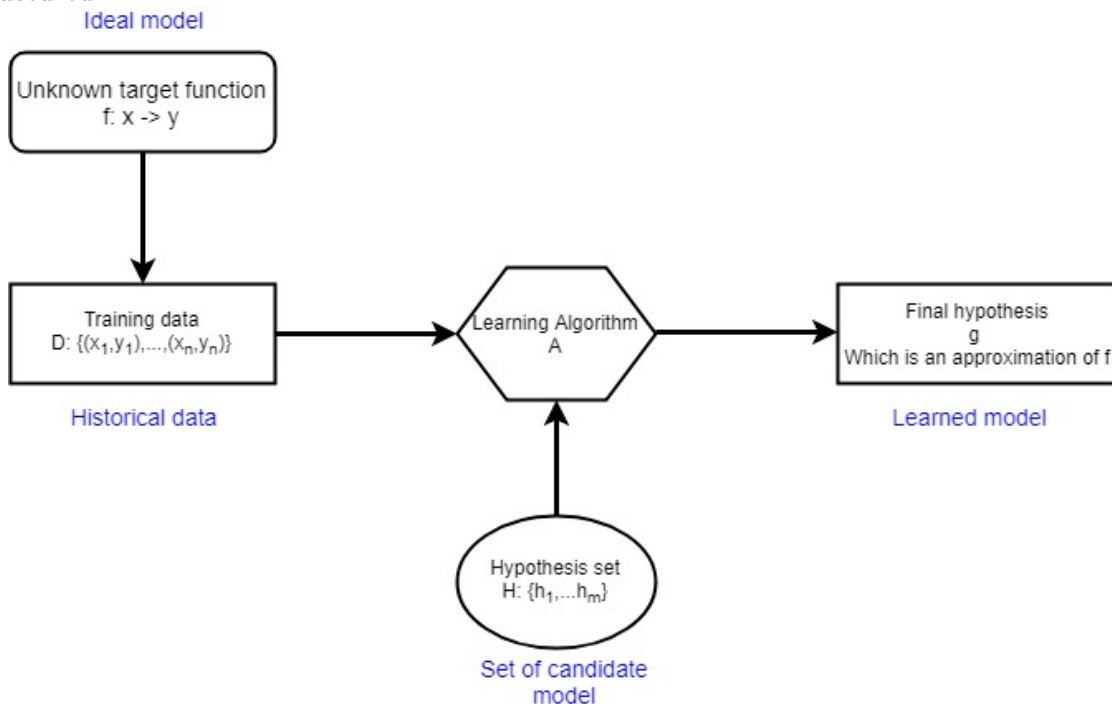 Ideal model
Unknown target function
f: x -> y
Training data
D: {(x₁,y₁),...,(xₙ,yₙ)}
Historical data
Learning Algorithm
A
Final hypothesis
g
Which is an approximation of f
Learned model
Hypothesis set
H: {h₁,...hₘ}
Set of candidate
model